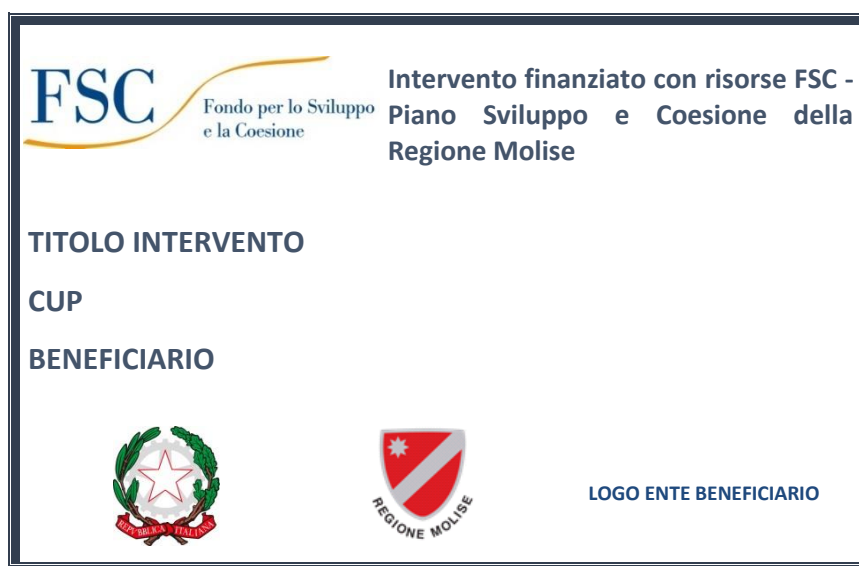 FSC
Fondo per lo Sviluppo
e la Coesione
Intervento finanziato con risorse FSC -
Piano Sviluppo e Coesione della
Regione Molise
TITOLO INTERVENTO
CUP
BENEFICIARIO
REPVBBLICA ITALIANA
REGIONE MOLISE
LOGO ENTE BENEFICIARIO